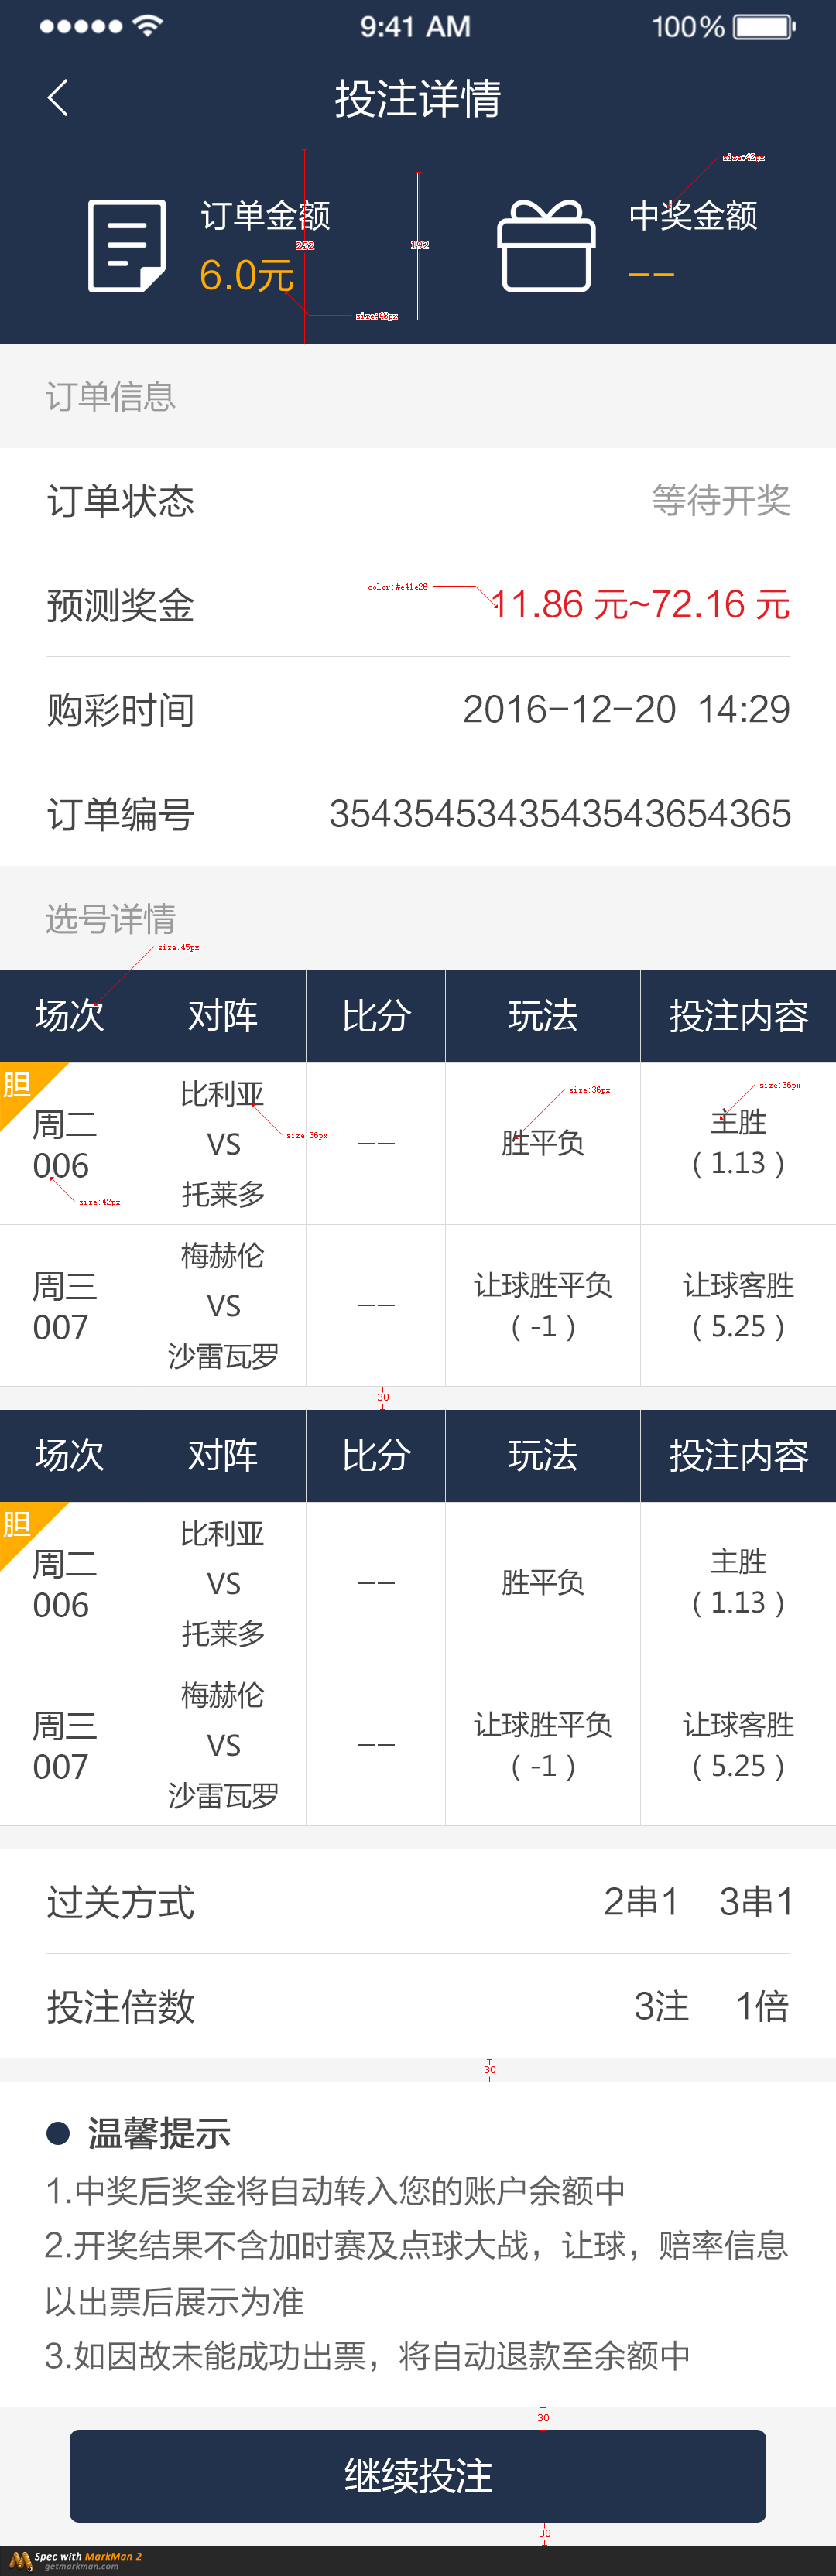 9:41 AM 100%
投注详情
size:42px
订单金额 中奖金额
252 192
6.0元 --
size:48px
订单信息
订单状态 等待开奖
color:#e41e26
预测奖金 11.86 元~72.16 元
购彩时间 2016-12-20 14:29
订单编号 3543545343543543654365
选号详情
size:45px
场次 对阵 比分 玩法 投注内容
胆
周二
006
size:42px
比利亚
VS
托莱多
size:36px
--
size:36px
胜平负
size:36px
主胜
( 1.13 )
周三
007
梅赫伦
VS
沙雷瓦罗
--
让球胜平负
( -1 )
让球客胜
( 5.25 )
30
场次 对阵 比分 玩法 投注内容
胆
周二
006
比利亚
VS
托莱多
--
胜平负
主胜
( 1.13 )
周三
007
梅赫伦
VS
沙雷瓦罗
--
让球胜平负
( -1 )
让球客胜
( 5.25 )
过关方式 2串1 3串1
投注倍数 3注 1倍
30
温馨提示
1.中奖后奖金将自动转入您的账户余额中
2.开奖结果不含加时赛及点球大战，让球，赔率信息
以出票后展示为准
3.如因故未能成功出票，将自动退款至余额中
30
继续投注
30
Spec with MarkMan 2
getmarkman.com